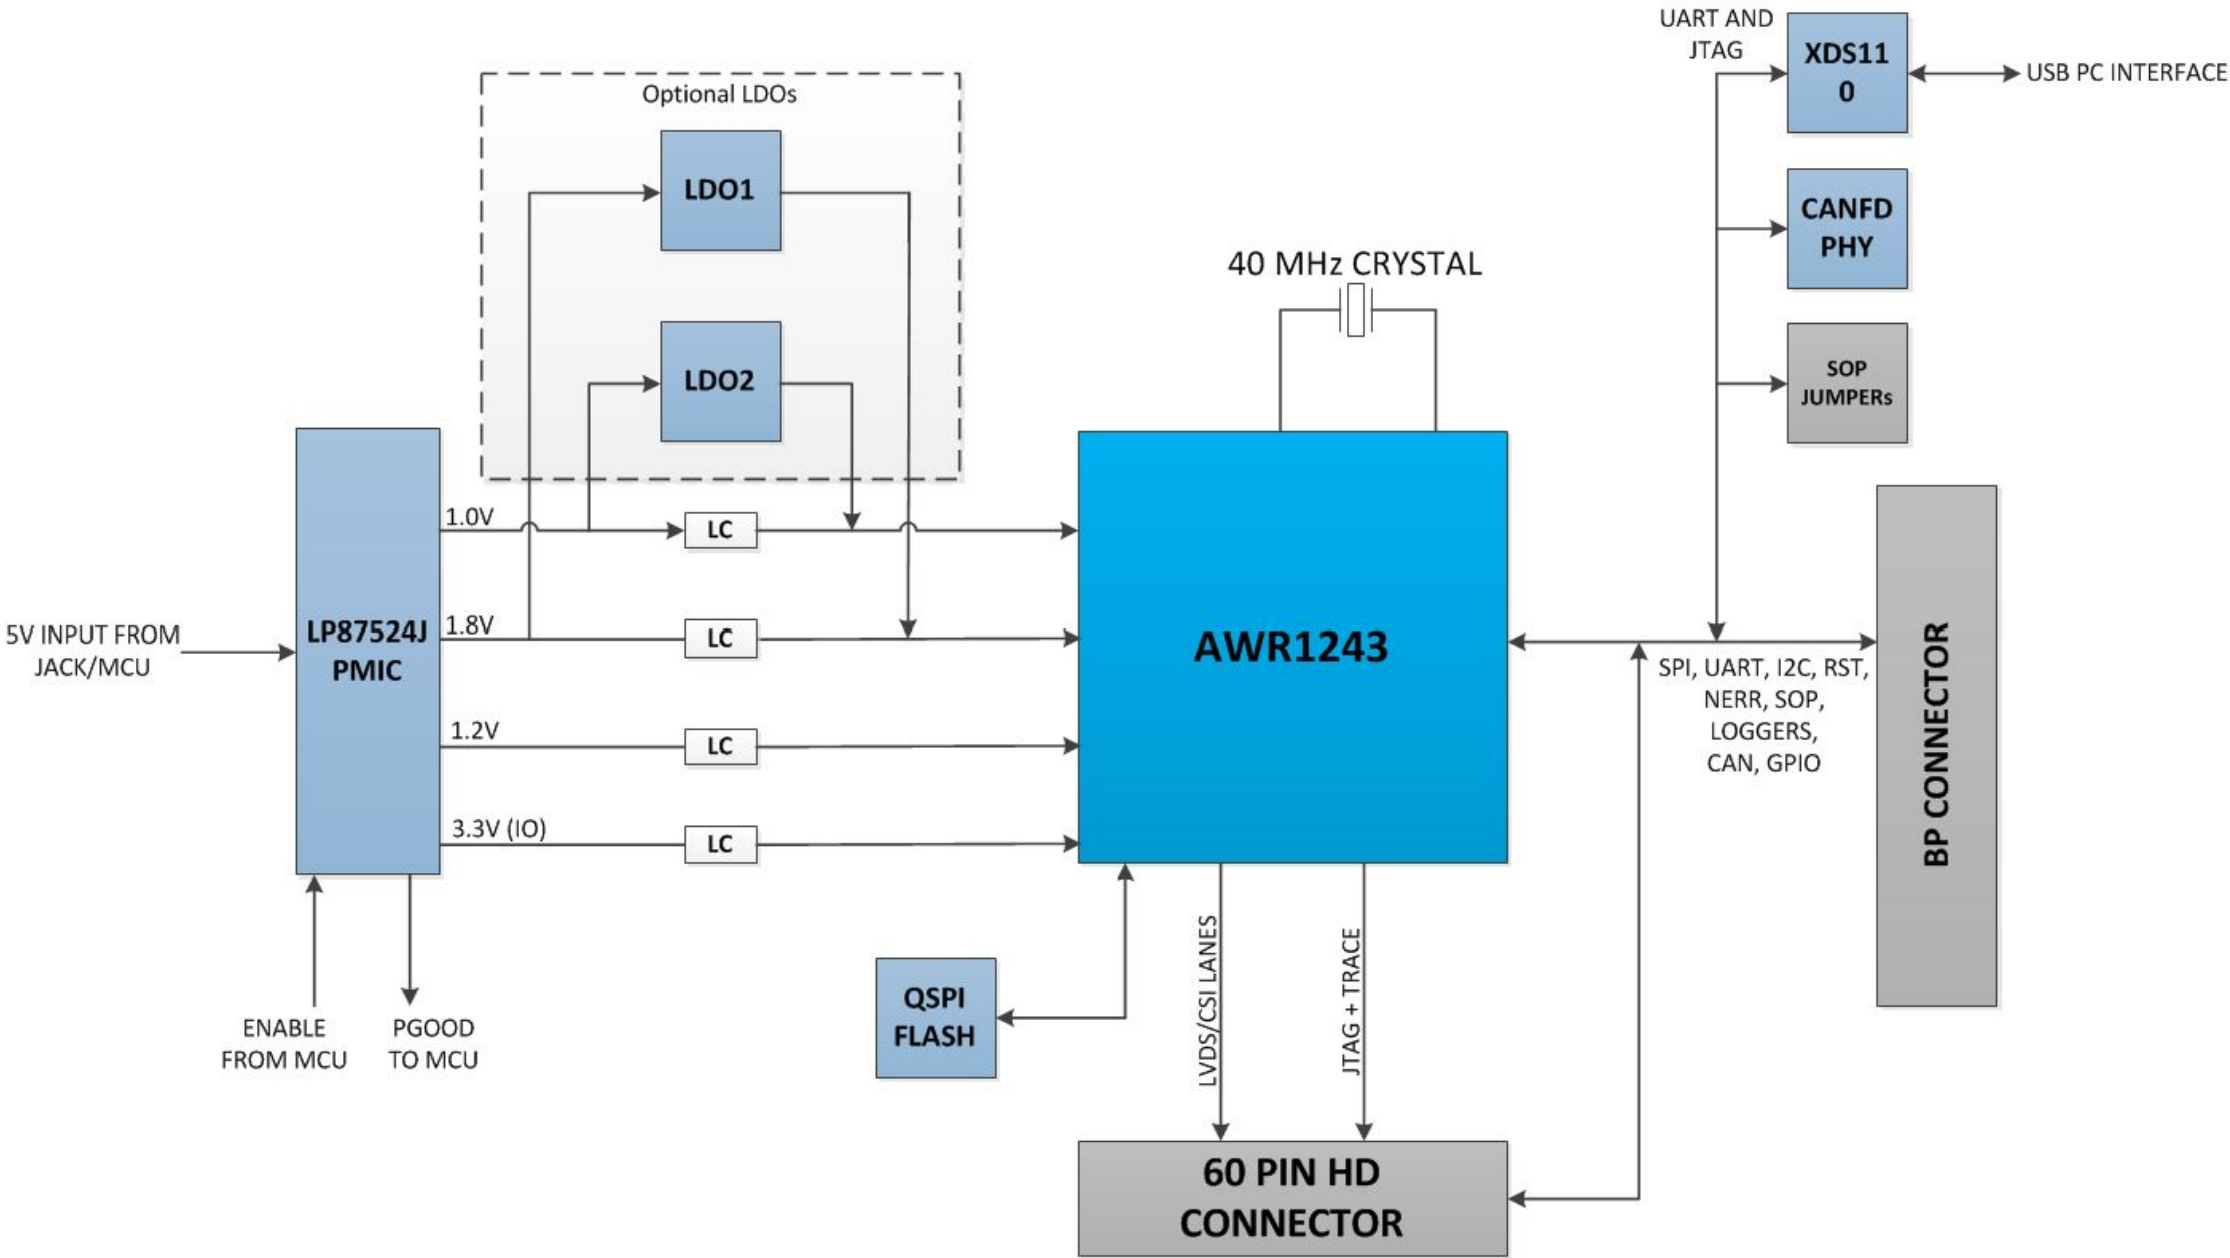 UART AND
JTAG
XDS11
0
USB PC INTERFACE
Optional LDOs
LDO1
CANFD
PHY
40 MHz CRYSTAL
LDO2
SOP
JUMPERs
1.0V
LC
5V INPUT FROM
JACK/MCU
LP87524J
PMIC
1.8V
LC
AWR1243
SPI, UART, I2C, RST,
NERR, SOP,
LOGGERS,
CAN, GPIO
BP CONNECTOR
1.2V
LC
3.3V (IO)
LC
ENABLE
FROM MCU
PGOOD
TO MCU
QSPI
FLASH
LVDS/CSI LANES
JTAG + TRACE
60 PIN HD
CONNECTOR